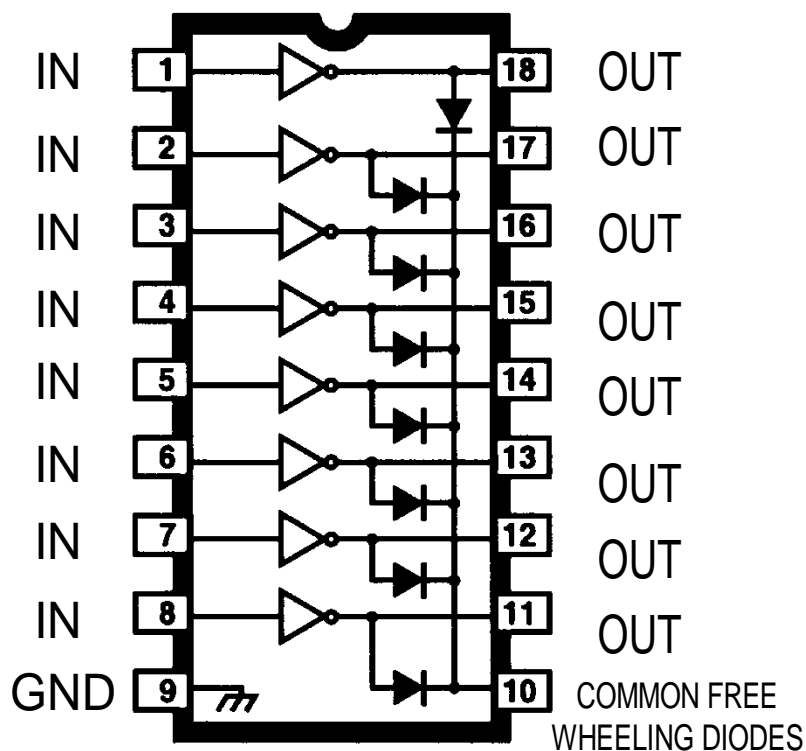 IN 1 18 OUT
IN 2 17 OUT
IN 3 16 OUT
IN 4 15 OUT
IN 5 14 OUT
IN 6 13 OUT
IN 7 12 OUT
IN 8 11 OUT
GND 9 10 COMMON FREE
WHEELING DIODES